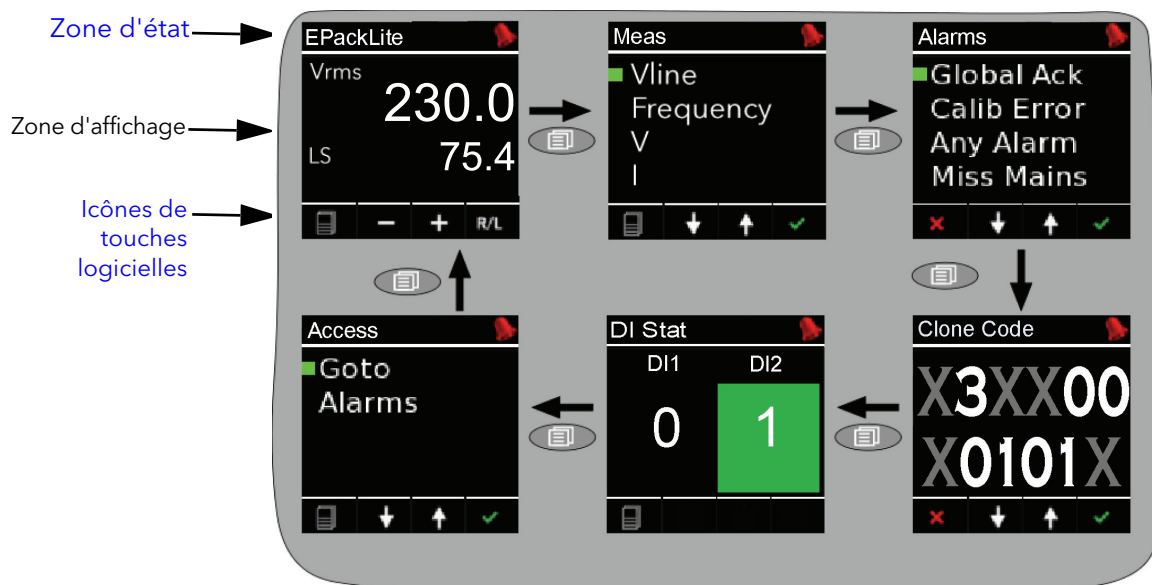 Zone d'état
Zone d'affichage
Icônes de
touches
logicielles
EPackLite
Vrms
230.0
LS
75.4
R/L
Meas
Vline
Frequency
V
I
Alarms
Global Ack
Calib Error
Any Alarm
Miss Mains
Access
Goto
Alarms
DI Stat
DI1 DI2
0 1
Clone Code
X3XX00
X0101X